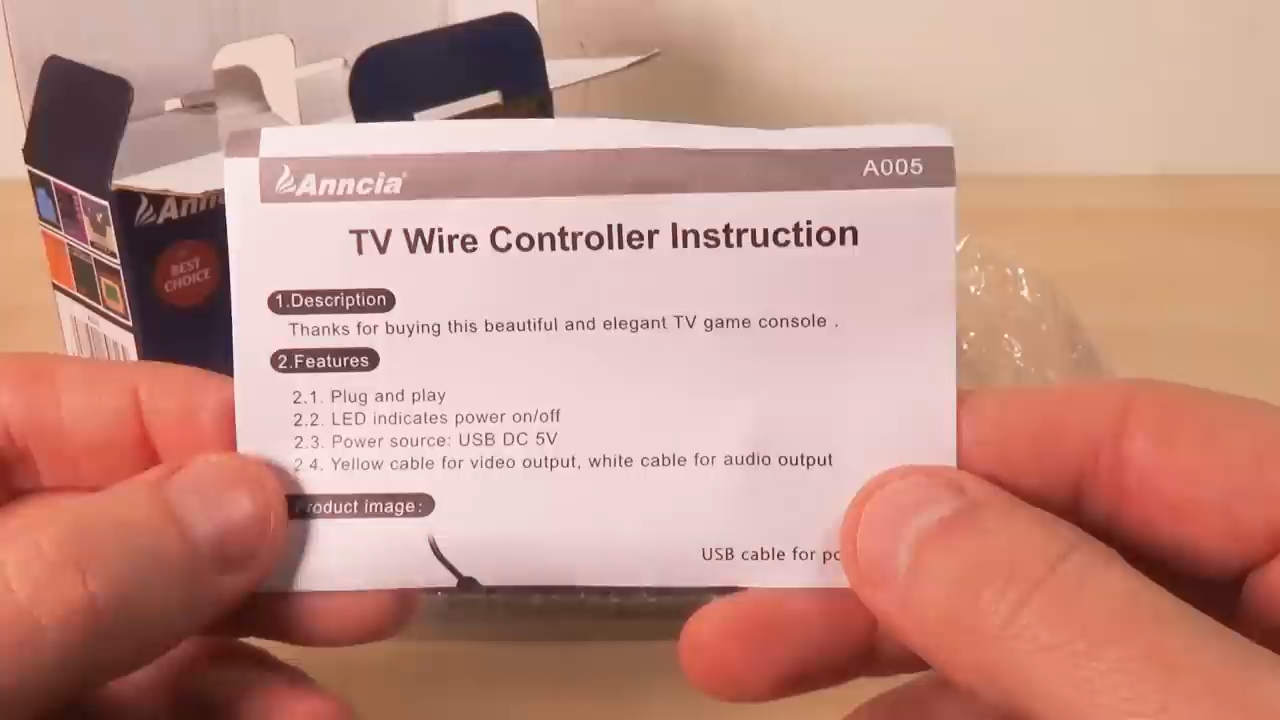 Anncia
A005
TV Wire Controller Instruction
1.Description
Thanks for buying this beautiful and elegant TV game console .
2.Features
2.1. Plug and play
2.2. LED indicates power on/off
2.3. Power source: USB DC 5V
2.4. Yellow cable for video output, white cable for audio output
Product image:
USB cable for
BEST
CHOICE